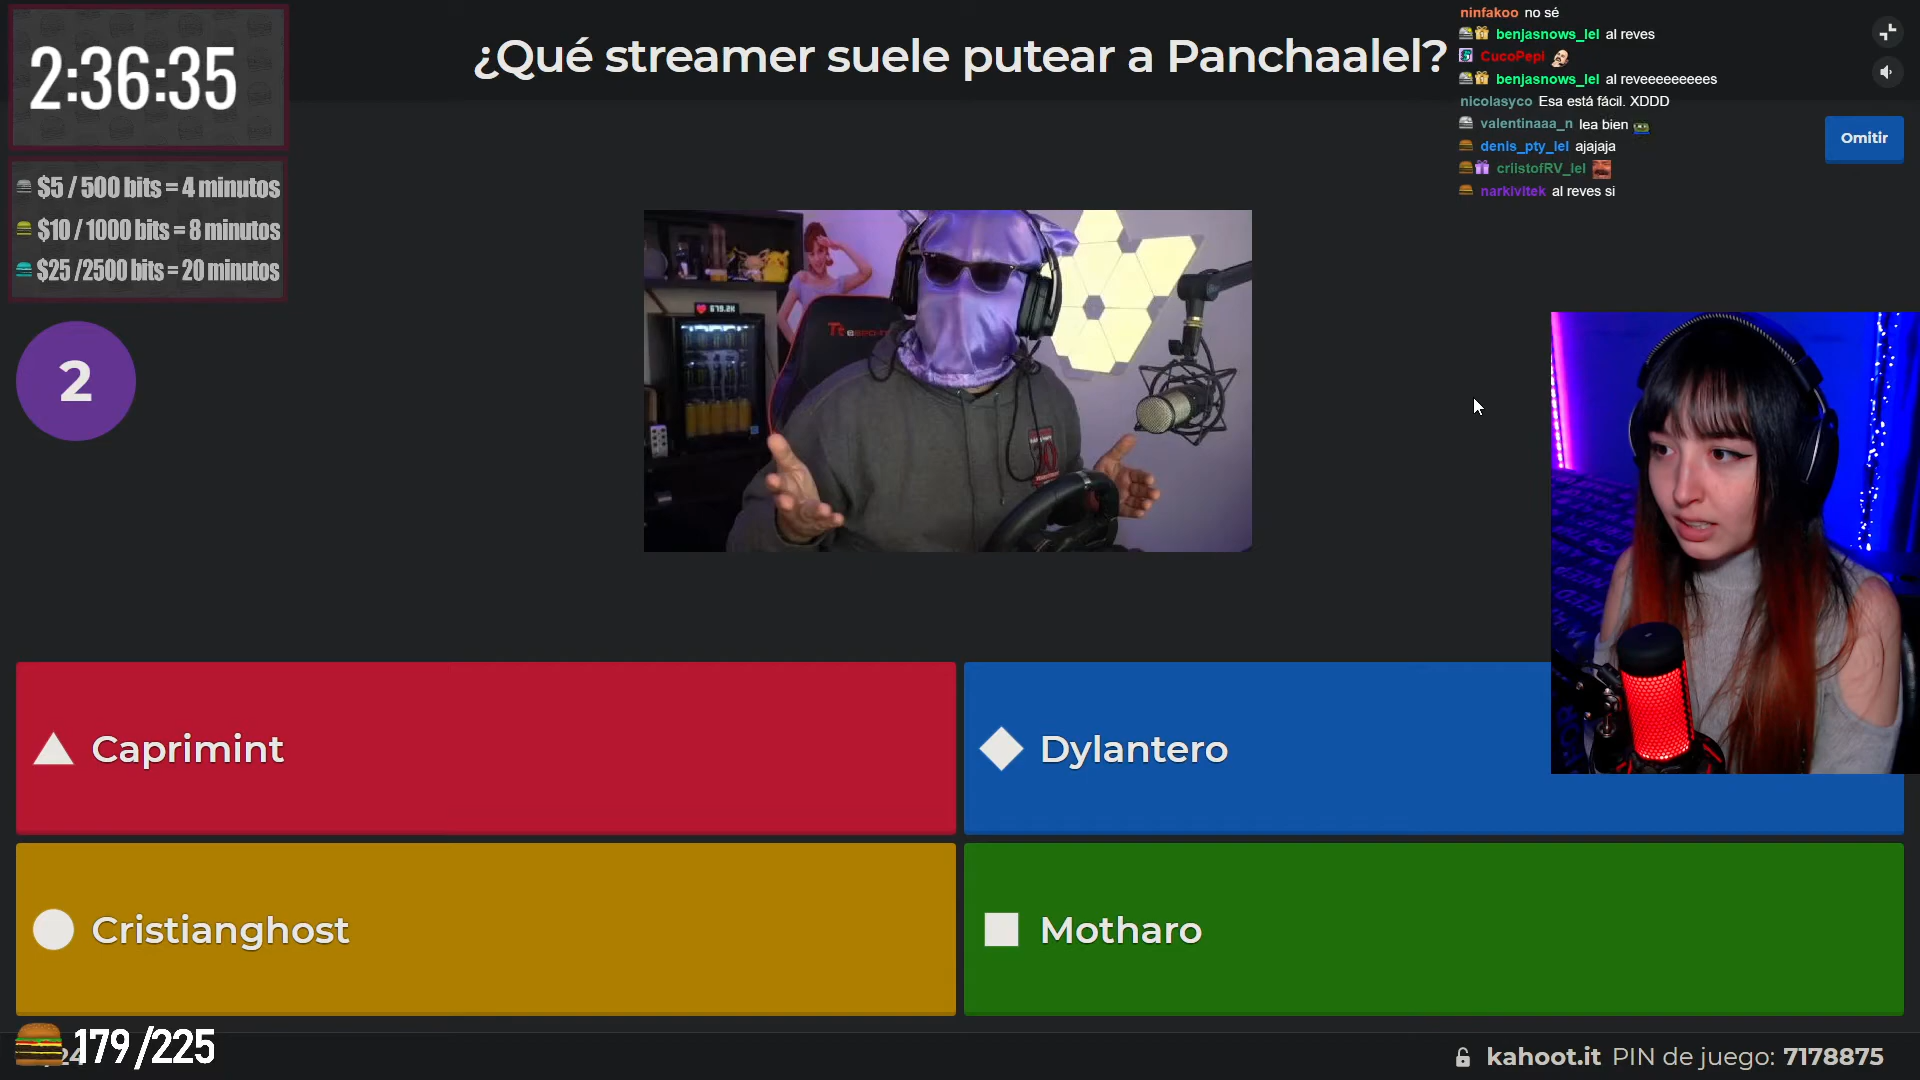 2:36:35
$5 / 500 bits = 4 minutos
$10 / 1000 bits = 8 minutos
$25 /2500 bits = 20 minutos
¿Qué streamer suele putear a Panchaalel?
ninfakoo no sé
benjasnows_lel al reves
CucoPepi
benjasnows_lel al reveeeeeeeees
nicolasyco Esa está fácil. XDDD
valentinaaa_n lea bien
denis_pty_lel ajajaja
criistofRV_lel
narkivitek al reves si
Omitir
2
679.2K
Caprimint
Dylantero
Cristianghost
Motharo
179/225
kahoot.it PIN de juego: 7178875